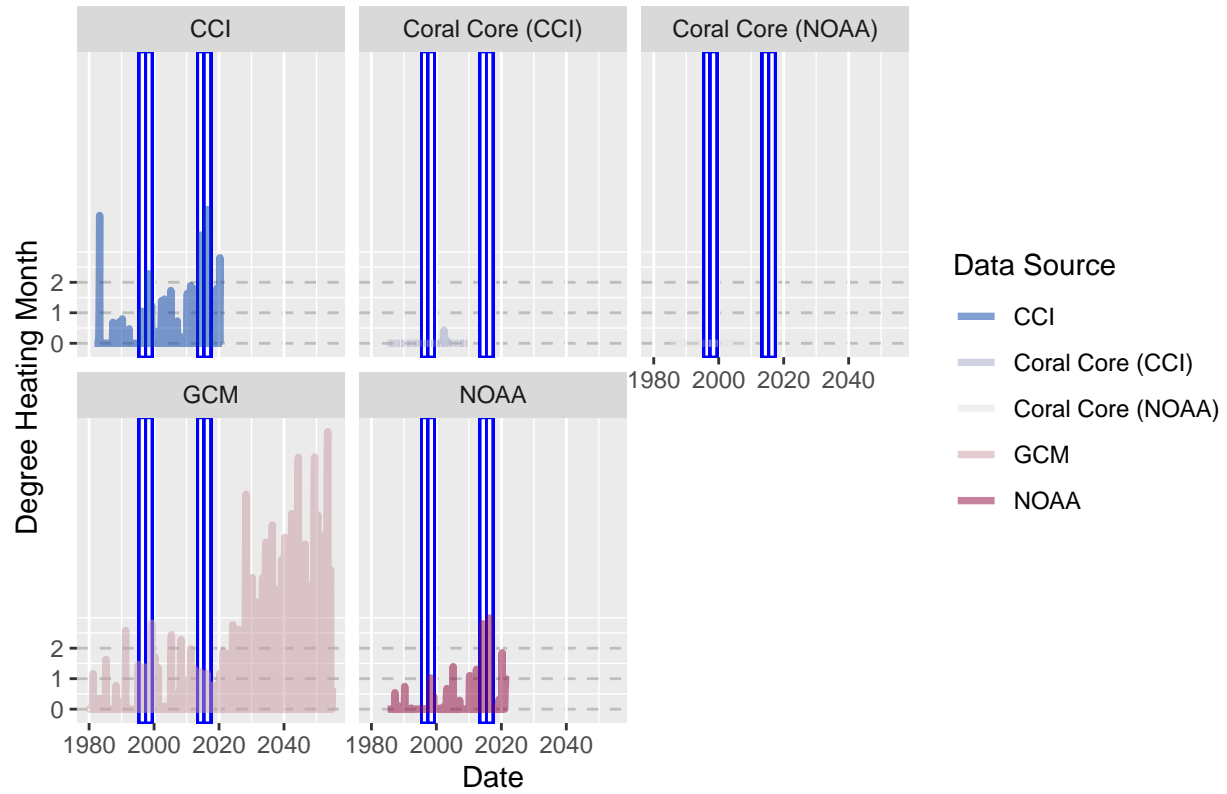 CCI
Coral Core (CCI)
Coral Core (NOAA)
2
1
0
1980 2000 2020 2040
GCM
NOAA
2
1
0
1980 2000 2020 2040
1980 2000 2020 2040
Date
Degree Heating Month
Data Source
CCI
Coral Core (CCI)
Coral Core (NOAA)
GCM
NOAA